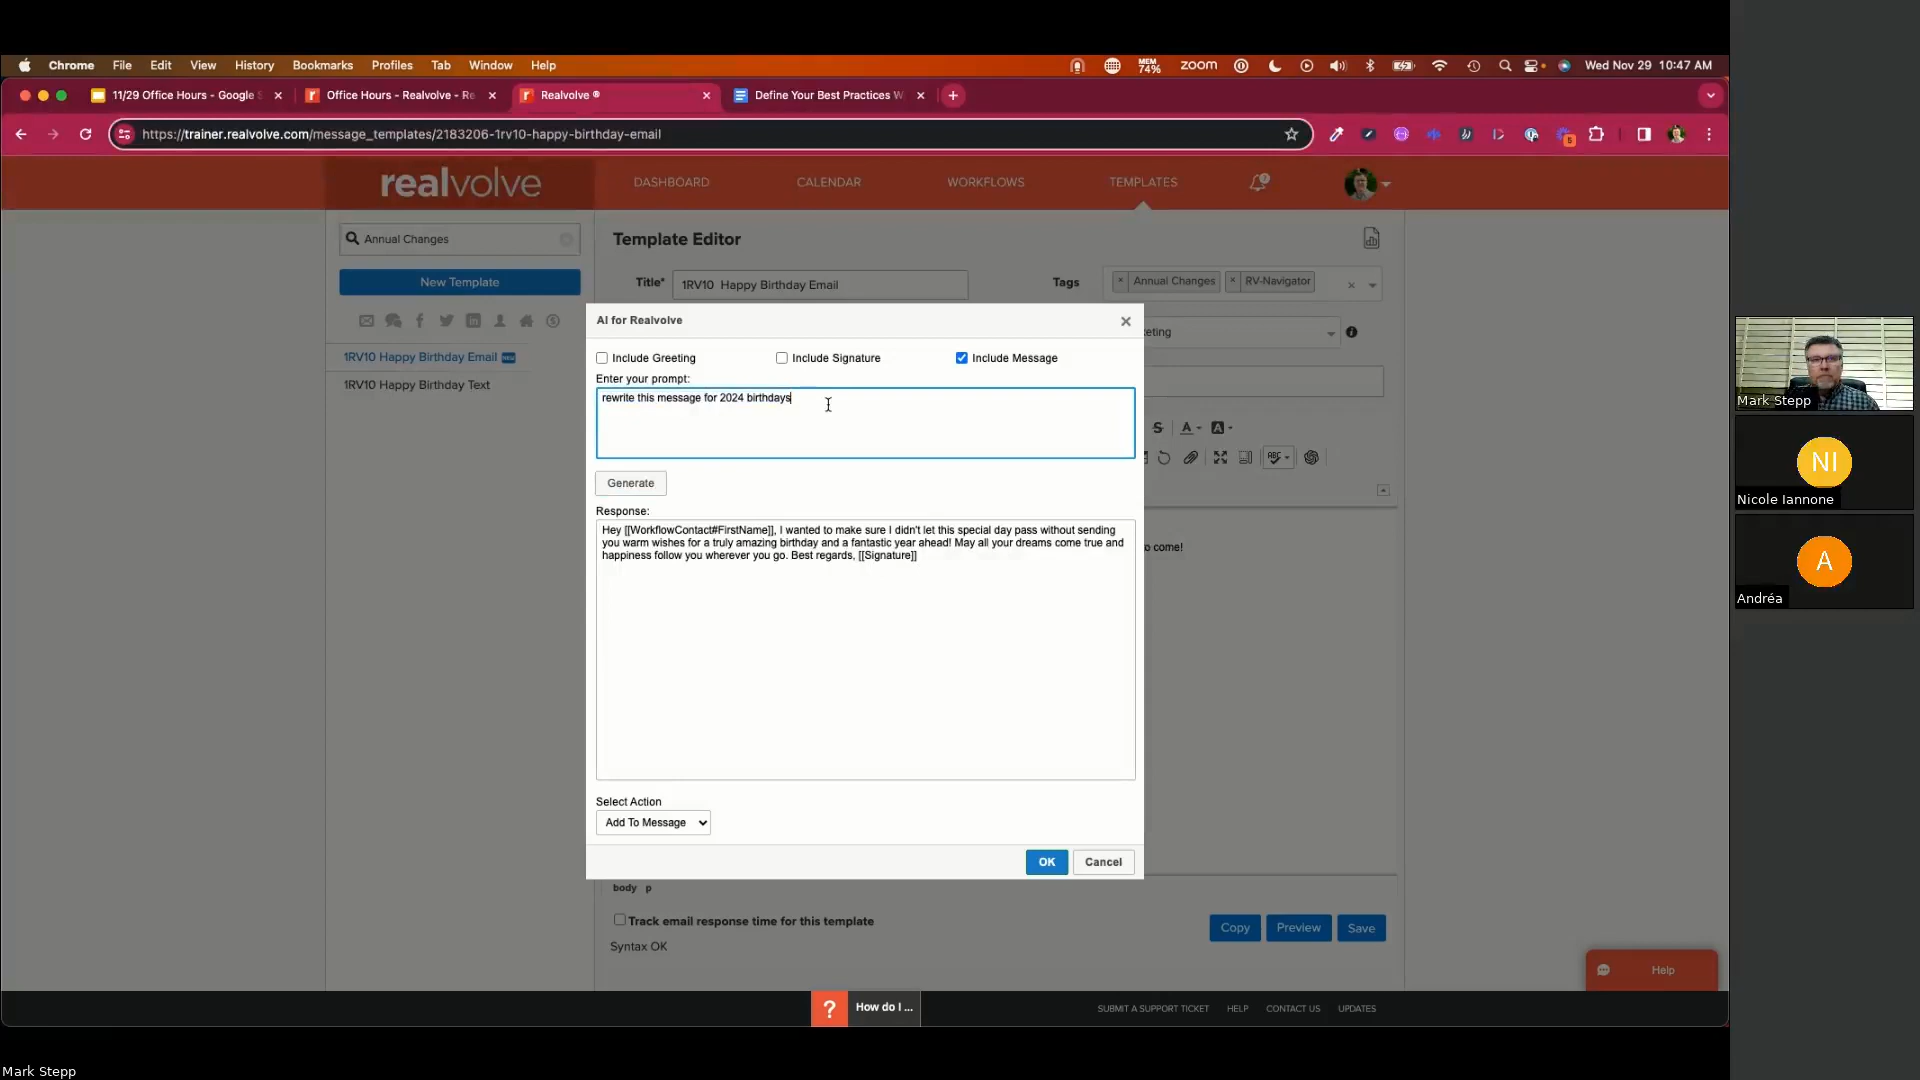 Chrome File Edit View History Bookmarks Profiles Tab Window Help MEM 74% zoom Wed Nov 29 10:47 AM
11/29 Office Hours - Google S
Office Hours - Realvolve - Re
Realvolve ®
Define Your Best Practices W
https://trainer.realvolve.com/message_templates/2183206-1rv10-happy-birthday-email
5
realvolve DASHBOARD CALENDAR WORKFLOWS TEMPLATES
Annual Changes
New Template
1RV10 Happy Birthday Email NEW
1RV10 Happy Birthday Text
Template Editor
Title* 1RV10 Happy Birthday Email
Tags × Annual Changes × RV-Navigator ×
eting
AI for Realvolve
Include Greeting Include Signature Include Message
Enter your prompt:
rewrite this message for 2024 birthdays
Generate
Response:
Hey [[WorkflowContact#FirstName]], I wanted to make sure I didn't let this special day pass without sending
you warm wishes for a truly amazing birthday and a fantastic year ahead! May all your dreams come true and
happiness follow you wherever you go. Best regards, [[Signature]]
o come!
Select Action
Add To Message
OK Cancel
body p
Track email response time for this template
Syntax OK
Copy Preview Save
Help
? How do I ...
SUBMIT A SUPPORT TICKET HELP CONTACT US UPDATES
Mark Stepp
NI
Nicole Iannone
A
Andréa
Mark Stepp